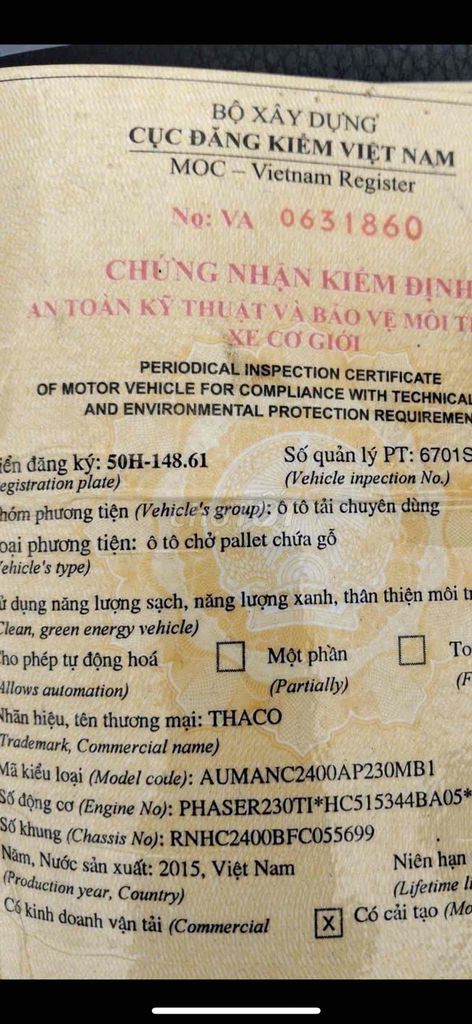 BỘ XÂY DỰNG
CỤC ĐĂNG KIỂM VIỆT NAM
MOC – Vietnam Register
No: VA 0631860
CHỨNG NHẬN KIỂM ĐỊNH
AN TOÀN KỸ THUẬT VÀ BẢO VỆ MÔI T
XE CƠ GIỚI
PERIODICAL INSPECTION CERTIFICATE
OF MOTOR VEHICLE FOR COMPLIANCE WITH TECHNICAL
AND ENVIRONMENTAL PROTECTION REQUIREMEN
iển đăng ký: 50H-148.61 Số quản lý PT: 6701S
egistration plate) (Vehicle inpection No.)
hóm phương tiện (Vehicle's group): ô tô tải chuyên dùng
oại phương tiện: ô tô chở pallet chứa gỗ
ehicle's type)
ử dụng năng lượng sạch, năng lượng xanh, thân thiện môi tr
Clean, green energy vehicle)
ho phép tự động hoá Một phần To
Allows automation) (Partially) (F
Nhãn hiệu, tên thương mại: THACO
Trademark, Commercial name)
Mã kiểu loại (Model code): AUMANC2400AP230MB1
Số động cơ (Engine No): PHASER230TI*HC515344BA05*
Số khung (Chassis No): RNHC2400BFC055699
Năm, Nước sản xuất: 2015, Việt Nam Niên hạn
(Production year, Country) (Lifetime li
Có kinh doanh vận tải (Commercial X Có cải tạo (Mo